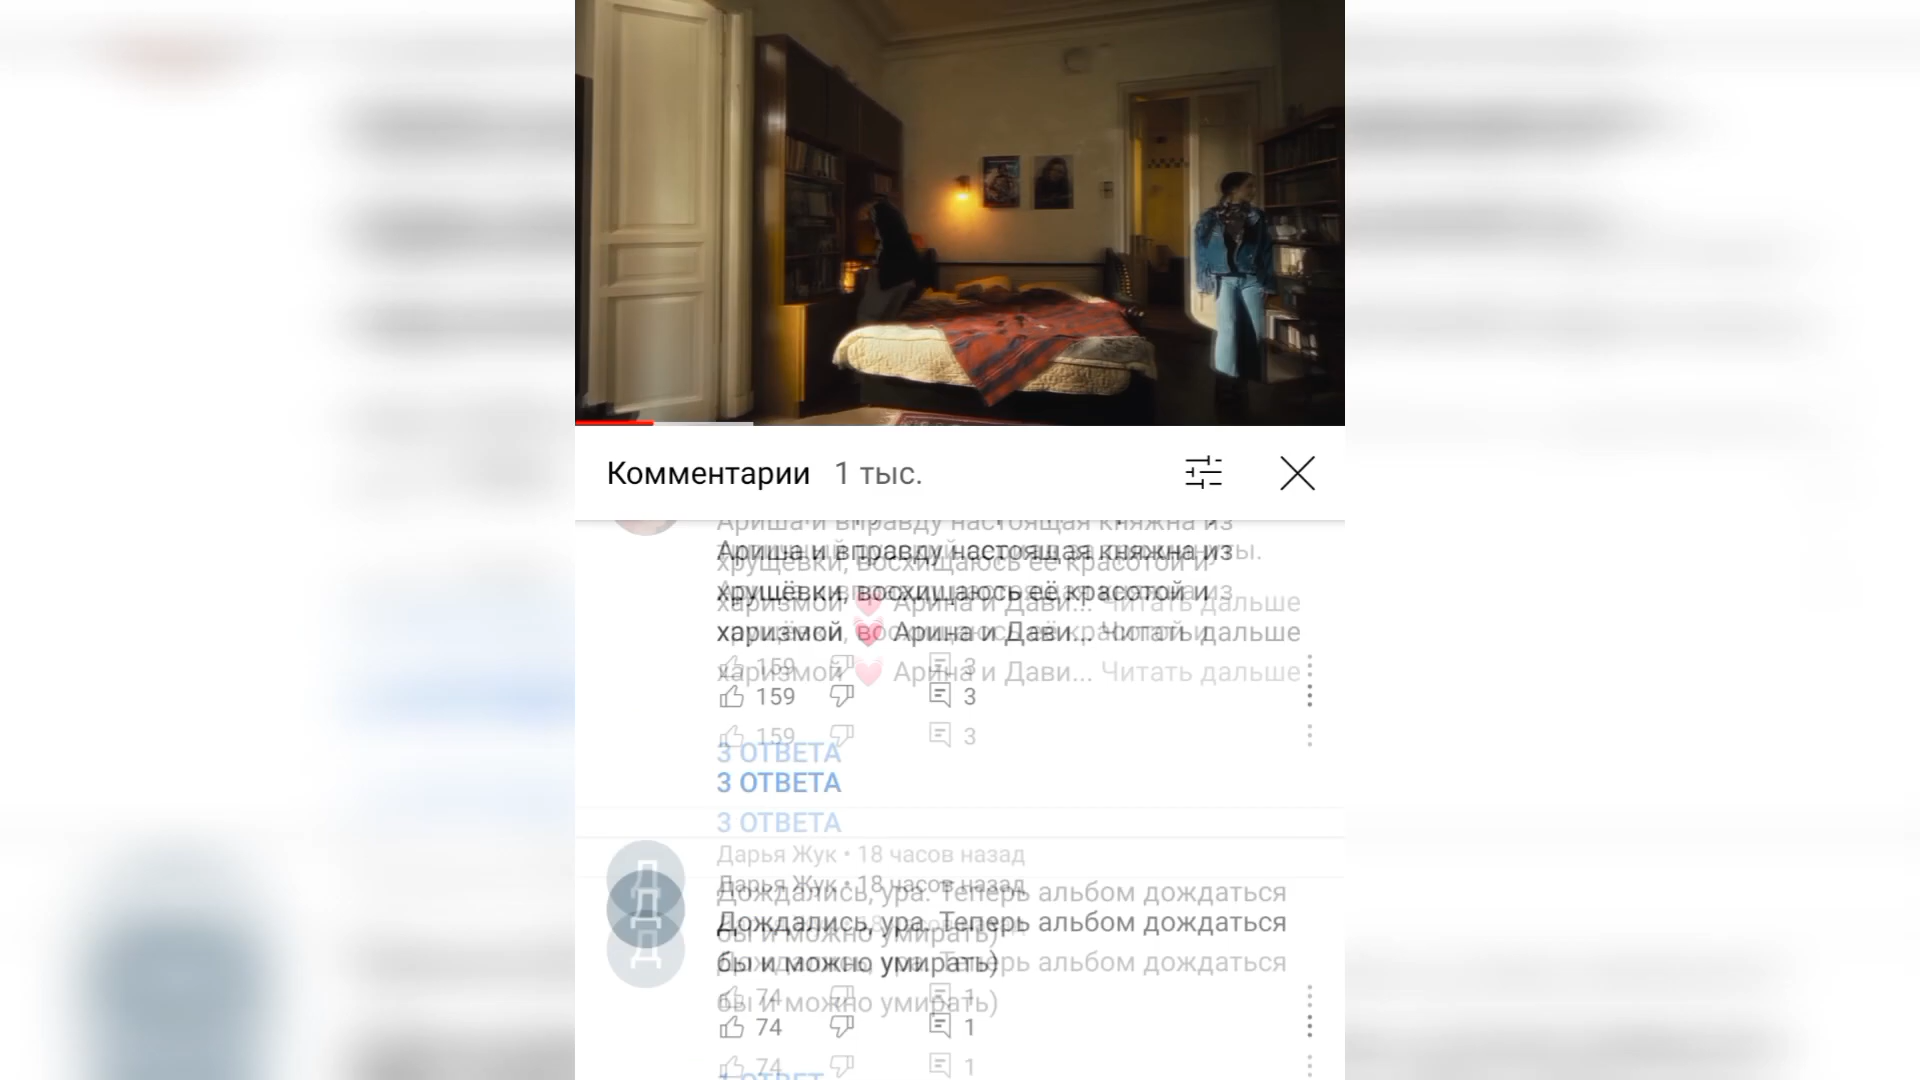 Комментарии 1 тыс.
Ариша и вправду настоящая княжна из
хрущёвки, восхищаюсь её красотой и
харизмой 💓 Арина и Дави... Читать дальше
159 3
3 ОТВЕТА
Д
Дарья Жук • 18 часов назад
Дождались, ура. Теперь альбом дождаться
бы и можно умирать)
74 1